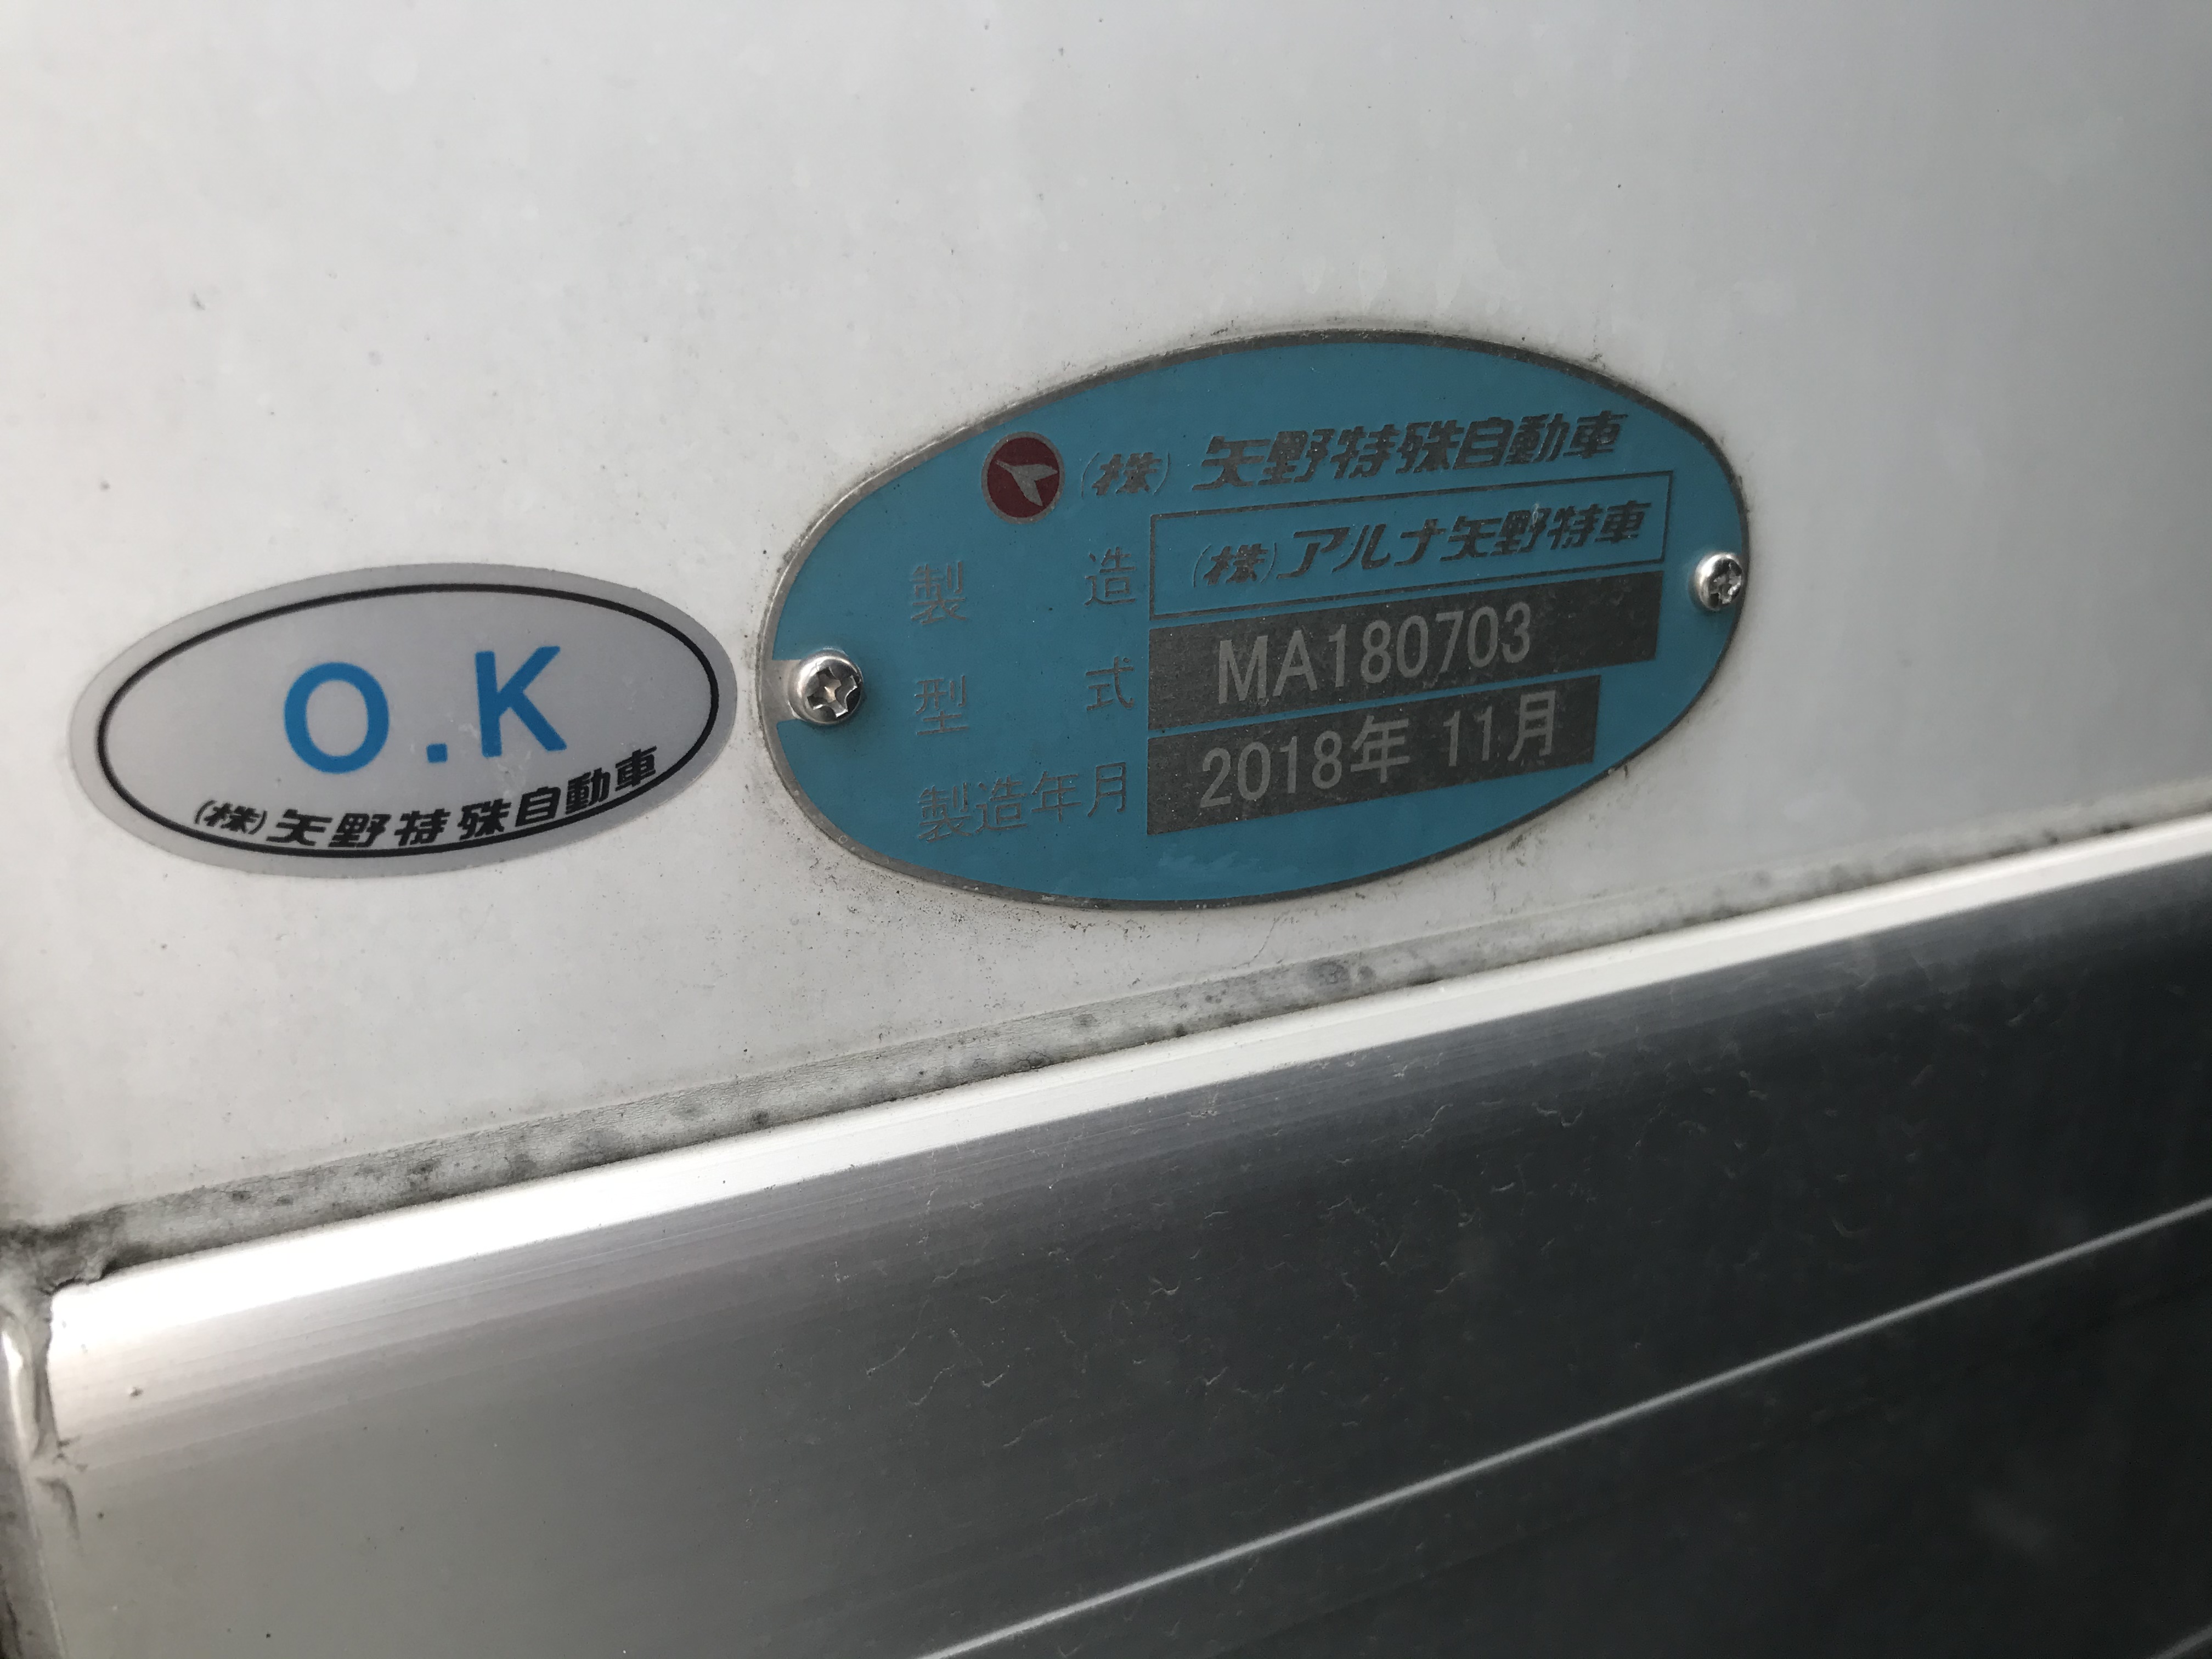 O.K
(株)矢野特殊自動車
(株)矢野特殊自動車
製造 (株)アルナ矢野特車
型式 MA180703
製造年月 2018年 11月